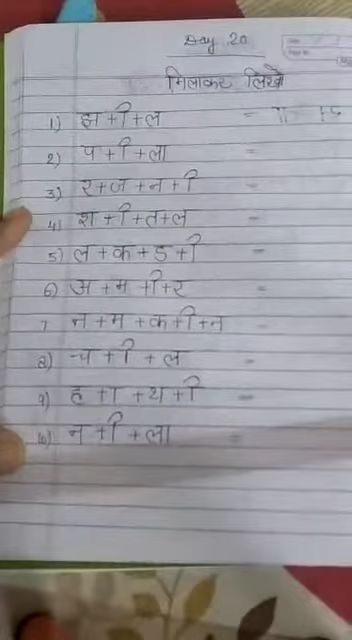 Day 20
मिलाकर लिखो
1) झ + ी + ल =
2) प + ी + ला =
3) र + ज + न + ी =
4) श + ी + त + ल =
5) ल + क + ड + ी =
6) अ + म + ी + र =
7 न + म + क + ी + न =
8) च + ी + ल =
9) ह + ा + थ + ी =
10) न + ी + ला =